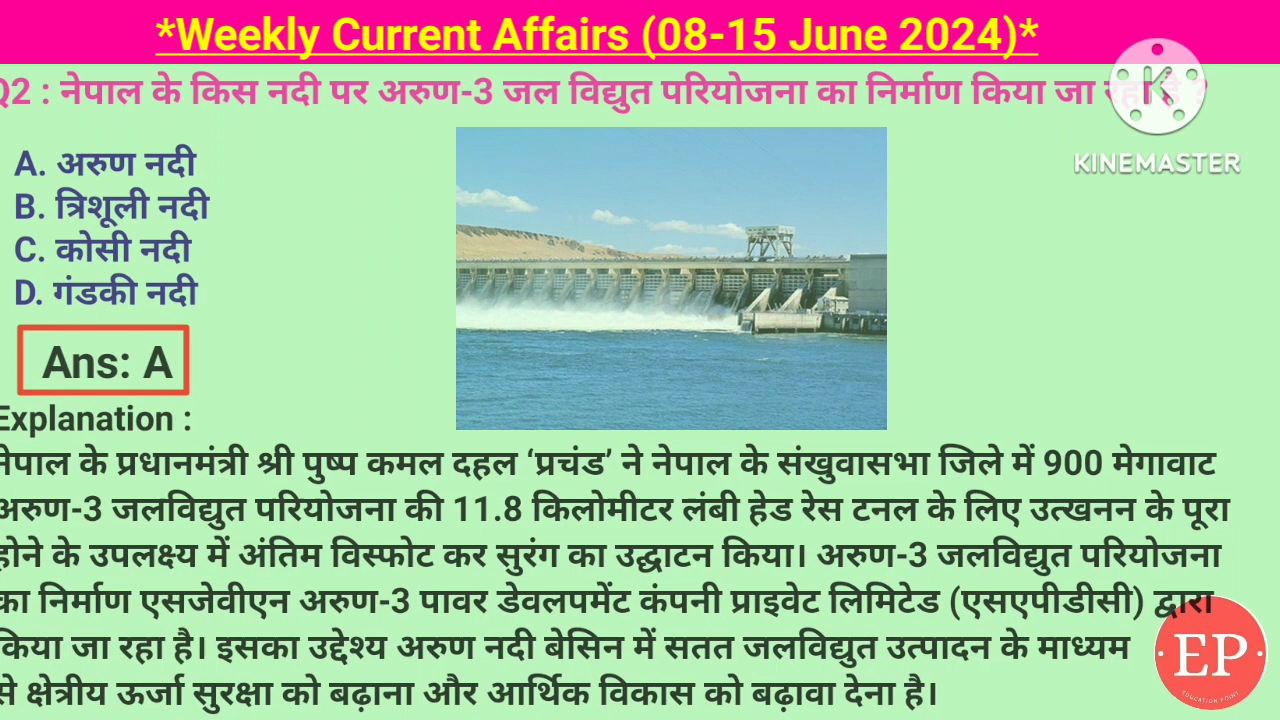 *Weekly Current Affairs (08-15 June 2024)*
Q2 : नेपाल के किस नदी पर अरुण-3 जल विद्युत परियोजना का निर्माण किया जा रहा है ?
KINEMASTER
A. अरुण नदी
B. त्रिशूली नदी
C. कोसी नदी
D. गंडकी नदी
Ans: A
Explanation :
नेपाल के प्रधानमंत्री श्री पुष्प कमल दहल ‘प्रचंड’ ने नेपाल के संखुवासभा जिले में 900 मेगावाट
अरुण-3 जलविद्युत परियोजना की 11.8 किलोमीटर लंबी हेड रेस टनल के लिए उत्खनन के पूरा
होने के उपलक्ष्य में अंतिम विस्फोट कर सुरंग का उद्घाटन किया। अरुण-3 जलविद्युत परियोजना
का निर्माण एसजेवीएन अरुण-3 पावर डेवलपमेंट कंपनी प्राइवेट लिमिटेड (एसएपीडीसी) द्वारा
किया जा रहा है। इसका उद्देश्य अरुण नदी बेसिन में सतत जलविद्युत उत्पादन के माध्यम
से क्षेत्रीय ऊर्जा सुरक्षा को बढ़ाना और आर्थिक विकास को बढ़ावा देना है।
EP
EDUCATION POINT